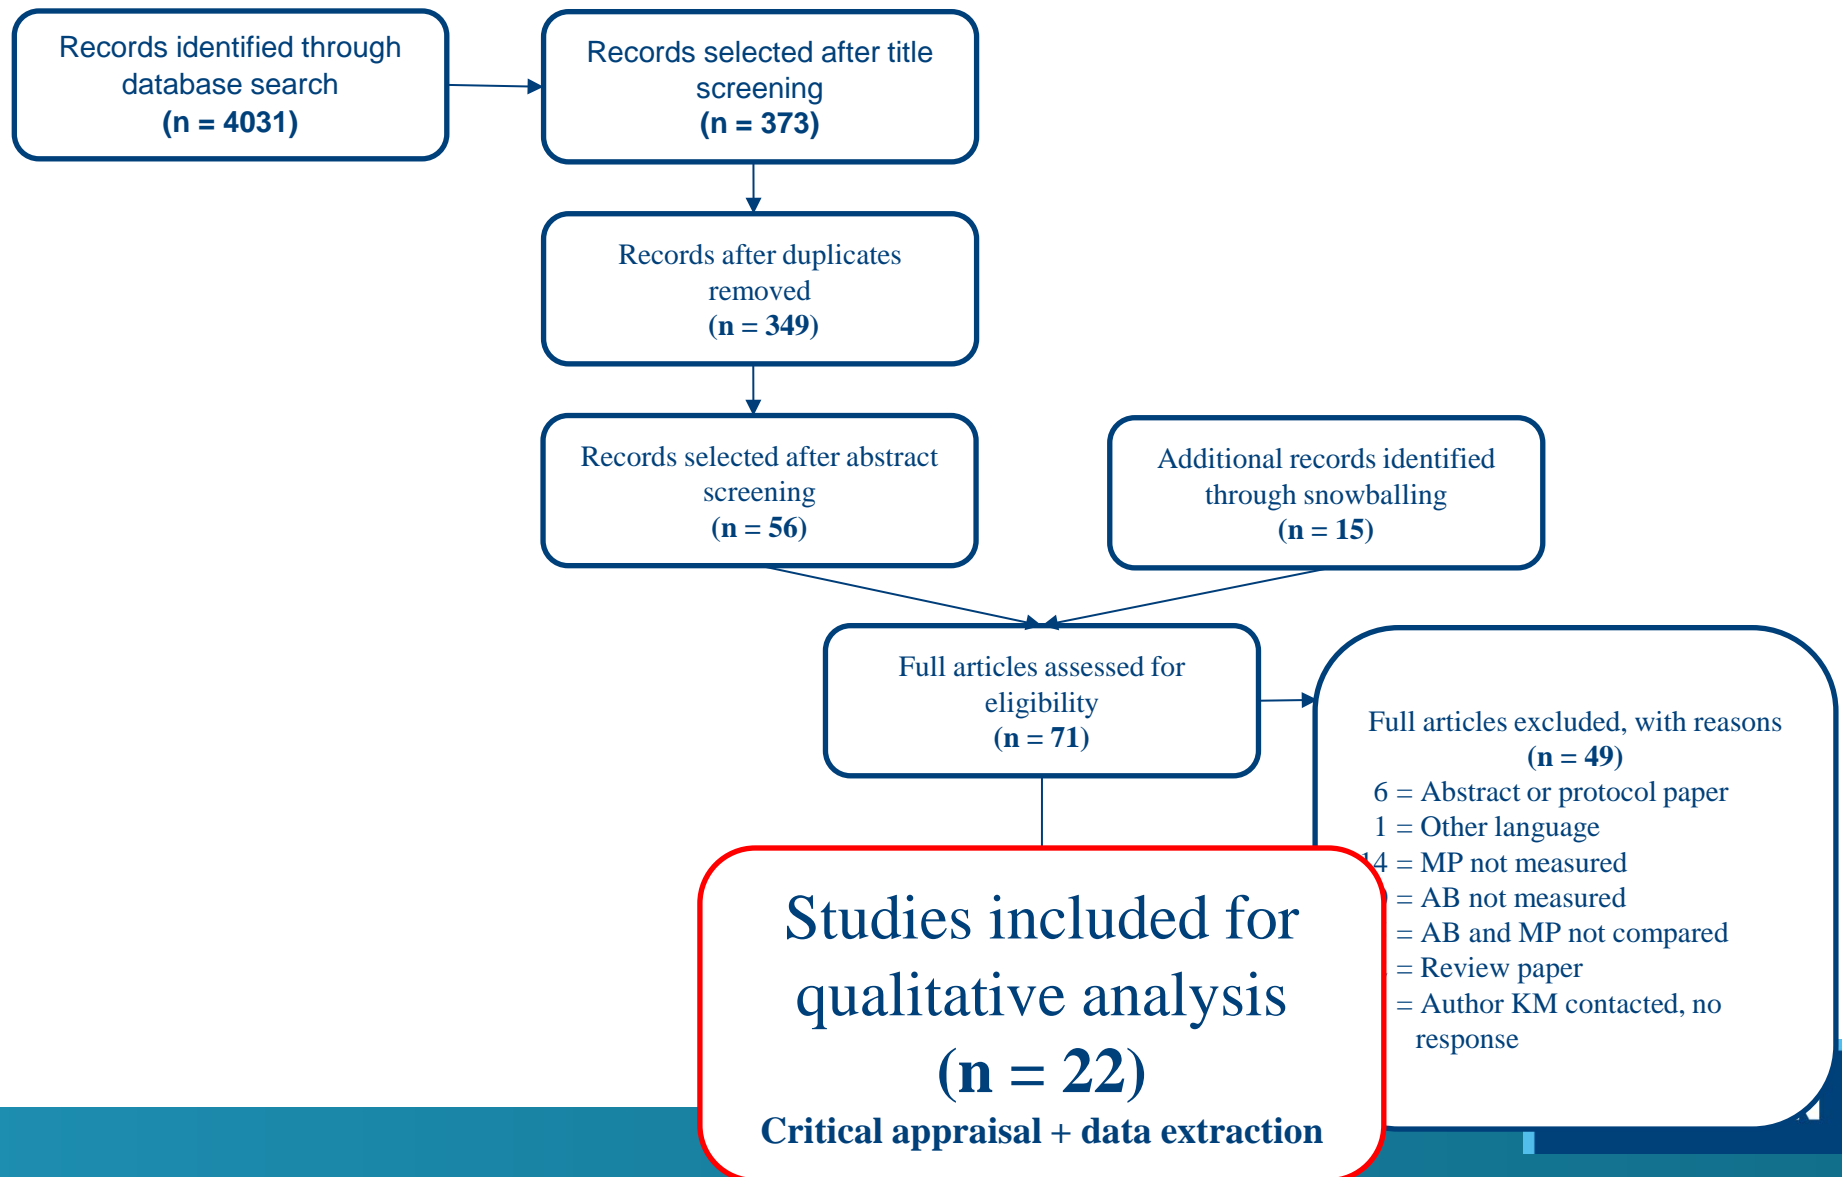 Records identified through
database search
(n = 4031)
Records selected after title
screening
(n = 373)
Records after duplicates
removed
(n = 349)
Records selected after abstract
screening
(n = 56)
Additional records identified
through snowballing
(n = 15)
Full articles assessed for
eligibility
(n = 71)
Full articles excluded, with reasons
(n = 49)
6 = Abstract or protocol paper
1 = Other language
14 = MP not measured
= AB not measured
= AB and MP not compared
= Review paper
= Author KM contacted, no
response
Studies included for
qualitative analysis
(n = 22)
Critical appraisal + data extraction